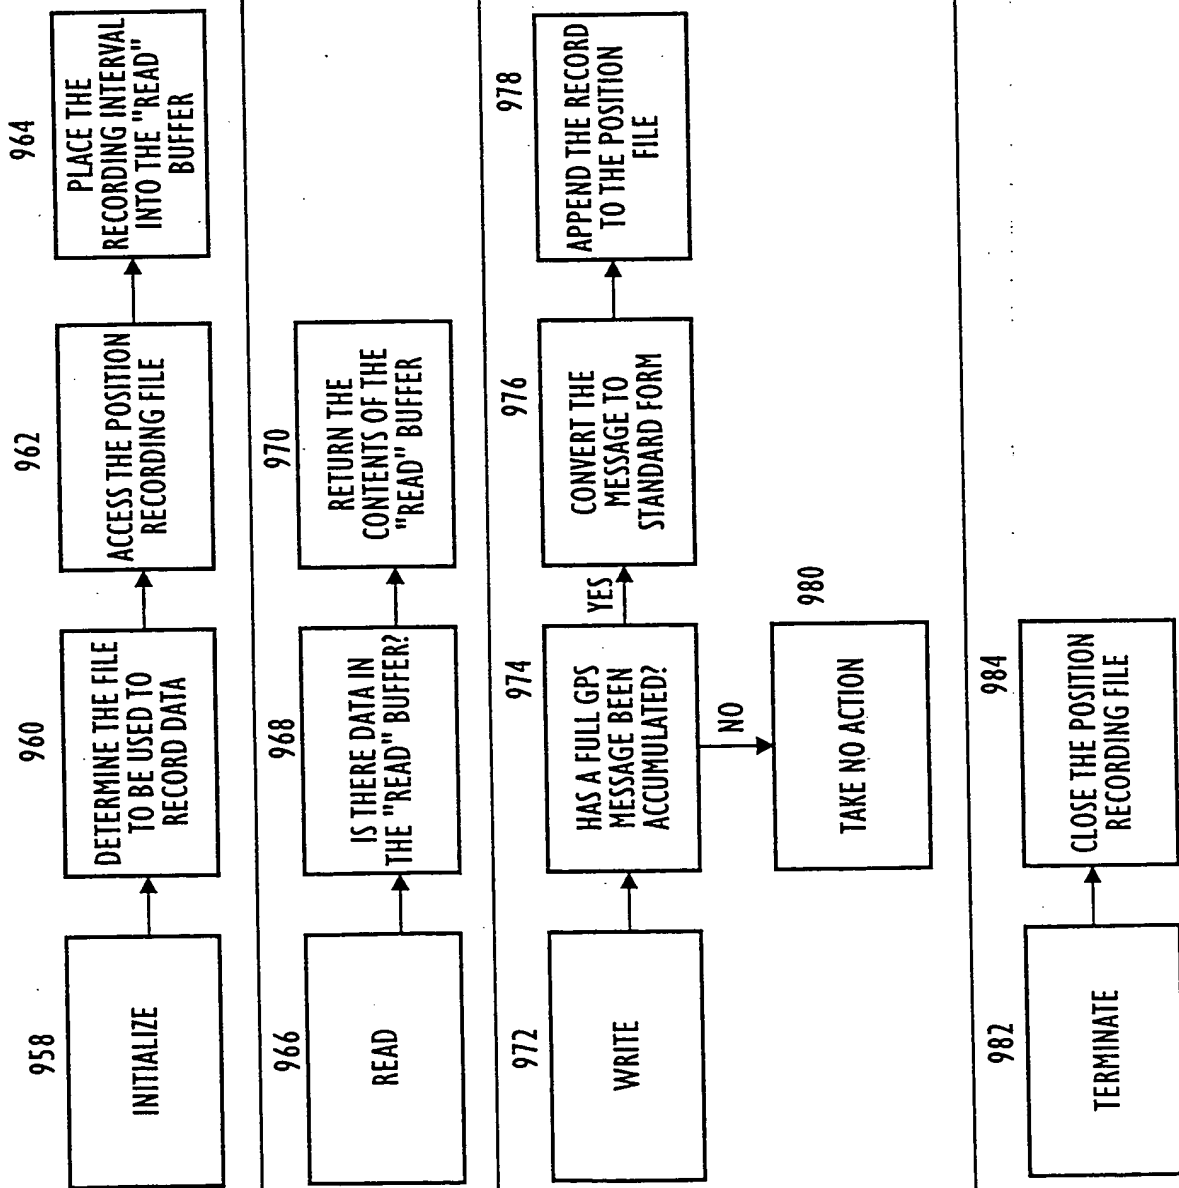 958
INITIALIZE
960
DETERMINE THE FILE
TO BE USED TO
RECORD DATA
962
ACCESS THE POSITION
RECORDING FILE
964
PLACE THE
RECORDING INTERVAL
INTO THE "READ"
BUFFER
966
READ
968
IS THERE DATA IN
THE "READ" BUFFER?
970
RETURN THE
CONTENTS OF THE
"READ" BUFFER
972
WRITE
974
HAS A FULL GPS
MESSAGE BEEN
ACCUMULATED?
YES
976
CONVERT THE
MESSAGE TO
STANDARD FORM
978
APPEND THE RECORD
TO THE POSITION
FILE
NO
980
TAKE NO ACTION
982
TERMINATE
984
CLOSE THE POSITION
RECORDING FILE